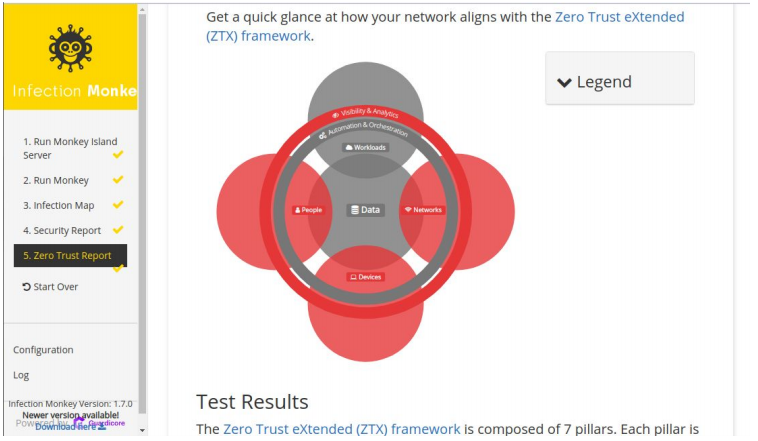 Infection Monke
1. Run Monkey Island
Server
2. Run Monkey
3. Infection Map
4. Security Report
5. Zero Trust Report
Start Over
Configuration
Log
Infection Monkey Version: 1.7.0
Newer version available!
Powered by Guardicore
Download here
Get a quick glance at how your network aligns with the Zero Trust eXtended
(ZTX) framework.
Legend
Visibility & Analytics
Automation & Orchestration
Workloads
People
Data
Networks
Devices
Test Results
The Zero Trust eXtended (ZTX) framework is composed of 7 pillars. Each pillar is